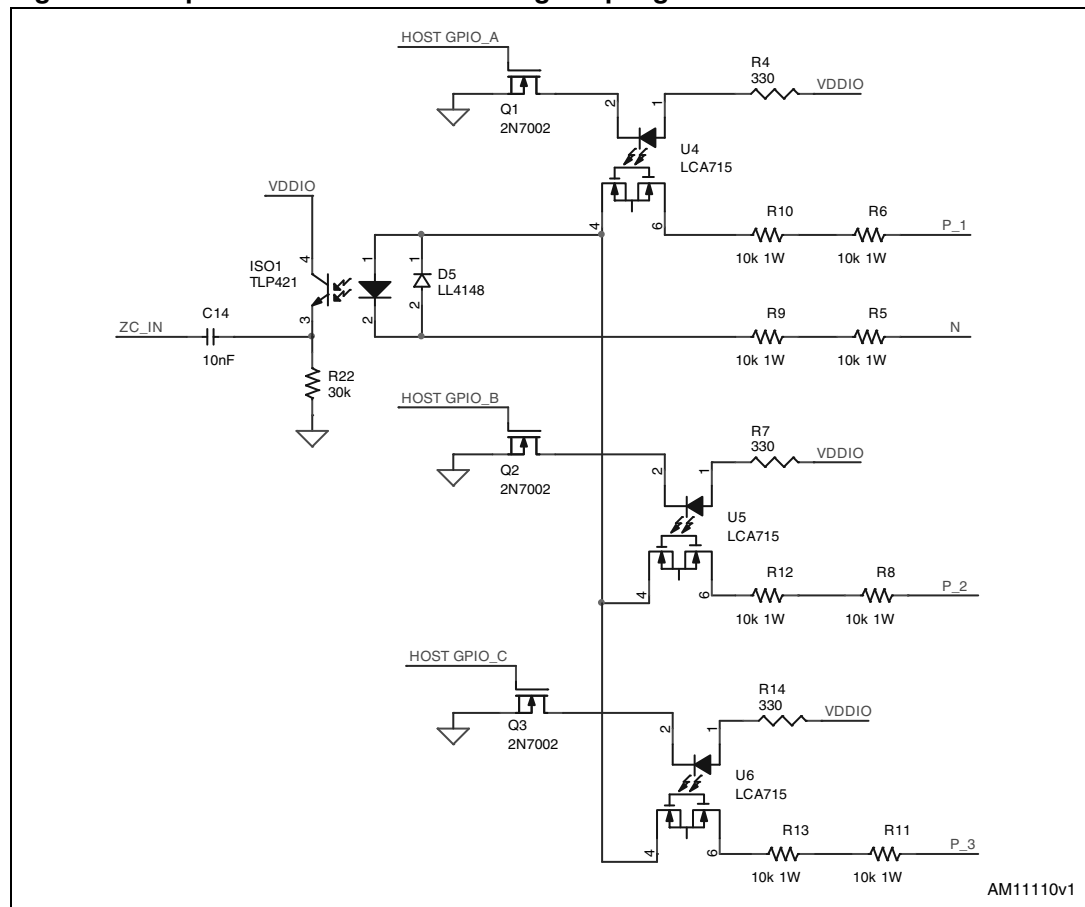 HOST GPIO_A
R4
330
VDDIO
2
1
Q1
2N7002
U4
LCA715
VDDIO
4
6
R10
R6
P_1
10k 1W
10k 1W
4
1
1
ISO1
TLP421
D5
LL4148
3
2
2
R9
R5
N
ZC_IN
C14
10k 1W
10k 1W
10nF
R22
30k
HOST GPIO_B
R7
330
VDDIO
2
1
Q2
2N7002
U5
LCA715
R12
R8
P_2
4
6
10k 1W
10k 1W
HOST GPIO_C
R14
330
VDDIO
2
1
Q3
2N7002
U6
LCA715
R13
R11
P_3
4
6
10k 1W
10k 1W
AM11110v1